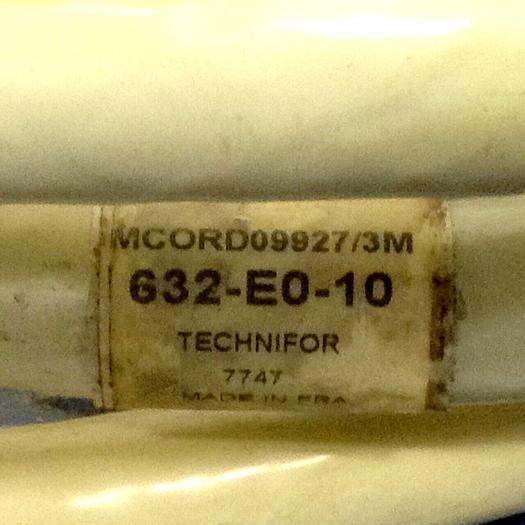 MCORD09927/3M
632-E0-10
TECHNIFOR
7747
MADE IN FRA